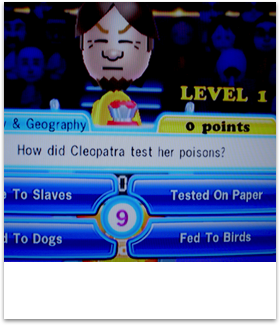 LEVEL 1
y & Geography
0 points
How did Cleopatra test her poisons?
e To Slaves
Tested On Paper
9
d To Dogs
Fed To Birds